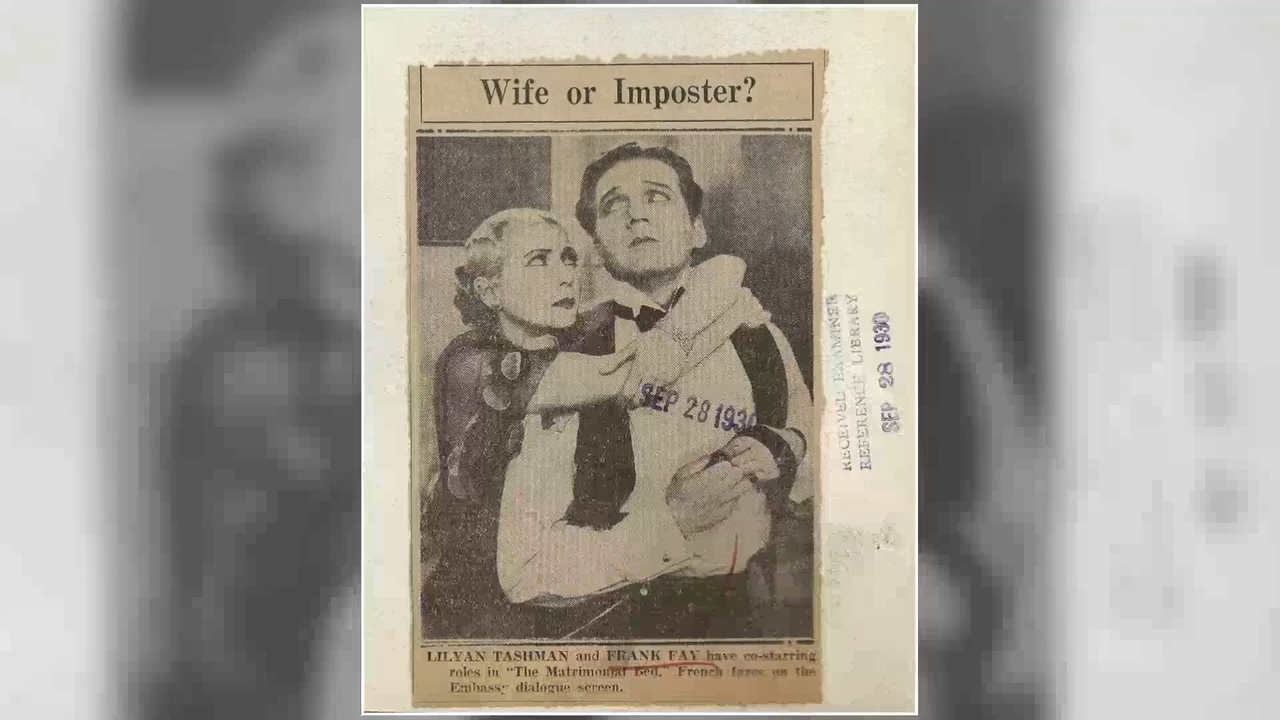 Wife or Imposter?
SEP 28 1930
LILYAN TASHMAN and FRANK FAY have co-starring
roles in "The Matrimonial Bed," French farce on the
Embassy dialogue screen.
RECEIVED EXAMINER
REFERENCE LIBRARY
SEP 28 1930